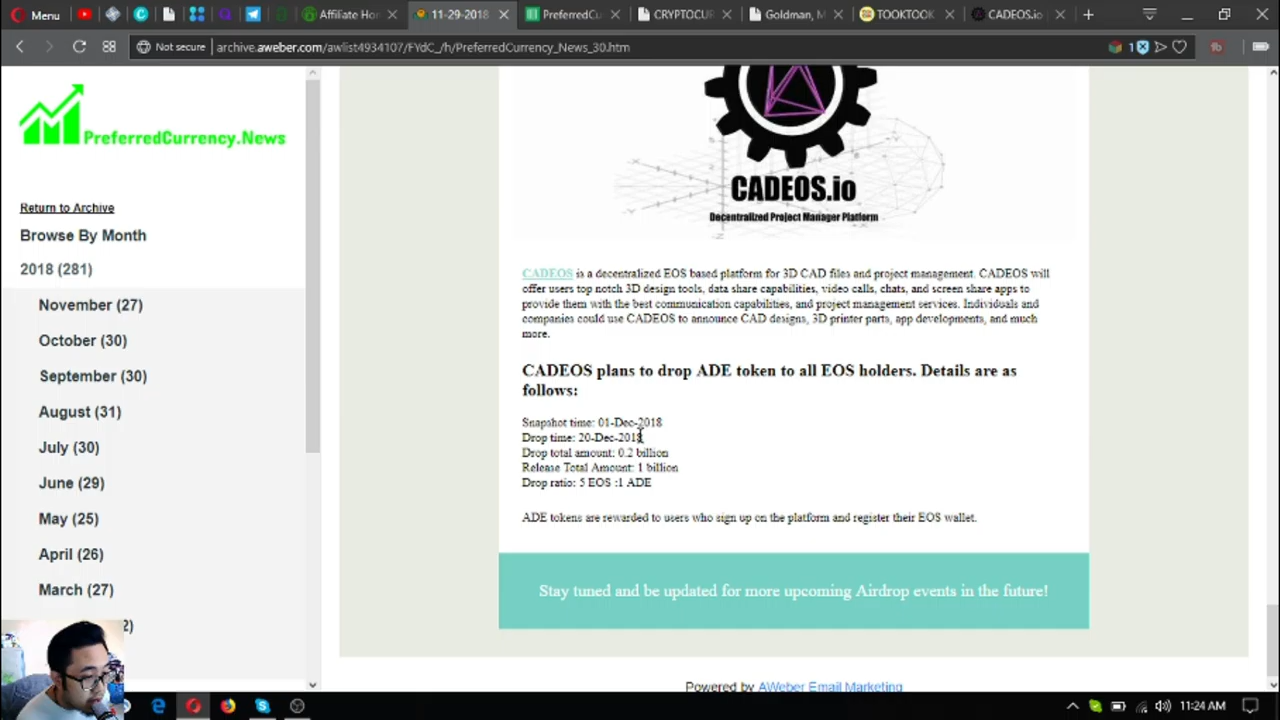 Menu
Affiliate Hor
11-29-2018
PreferredCu
CRYPTOCUR
Goldman, M
TOOKTOOK
CADEOS.io
Not secure
archive.aweber.com/awlist4934107/FYdC_/h/PreferredCurrency_News_30.htm
1
PreferredCurrency.News
Return to Archive
Browse By Month
2018 (281)
November (27)
October (30)
September (30)
August (31)
July (30)
June (29)
May (25)
April (26)
March (27)
2)
CADEOS.io
Decentralized Project Manager Platform
CADEOS is a decentralized EOS based platform for 3D CAD files and project management. CADEOS will
offer users top notch 3D design tools, data share capabilities, video calls, chats, and screen share apps to
provide them with the best communication capabilities, and project management services. Individuals and
companies could use CADEOS to announce CAD designs, 3D printer parts, app developments, and much
more.
CADEOS plans to drop ADE token to all EOS holders. Details are as
follows:
Snapshot time: 01-Dec-2018
Drop time: 20-Dec-2018
Drop total amount: 0.2 billion
Release Total Amount: 1 billion
Drop ratio: 5 EOS :1 ADE
ADE tokens are rewarded to users who sign up on the platform and register their EOS wallet.
Stay tuned and be updated for more upcoming Airdrop events in the future!
Powered by AWeber Email Marketing
11:24 AM